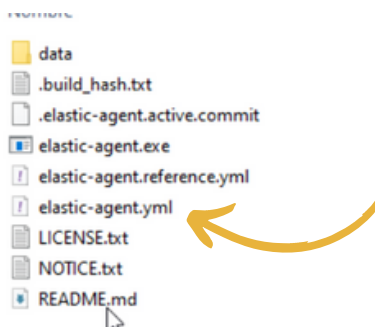 Nombre
data
.build_hash.txt
.elastic-agent.active.commit
elastic-agent.exe
elastic-agent.reference.yml
elastic-agent.yml
LICENSE.txt
NOTICE.txt
README.md